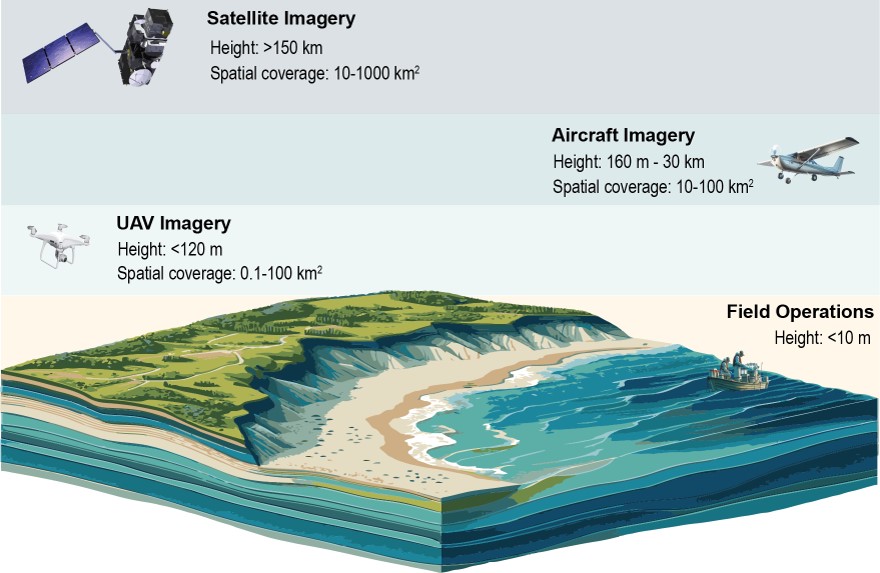 Satellite Imagery
Height: >150 km
Spatial coverage: 10-1000 km²
Aircraft Imagery
Height: 160 m - 30 km
Spatial coverage: 10-100 km²
UAV Imagery
Height: <120 m
Spatial coverage: 0.1-100 km²
Field Operations
Height: <10 m